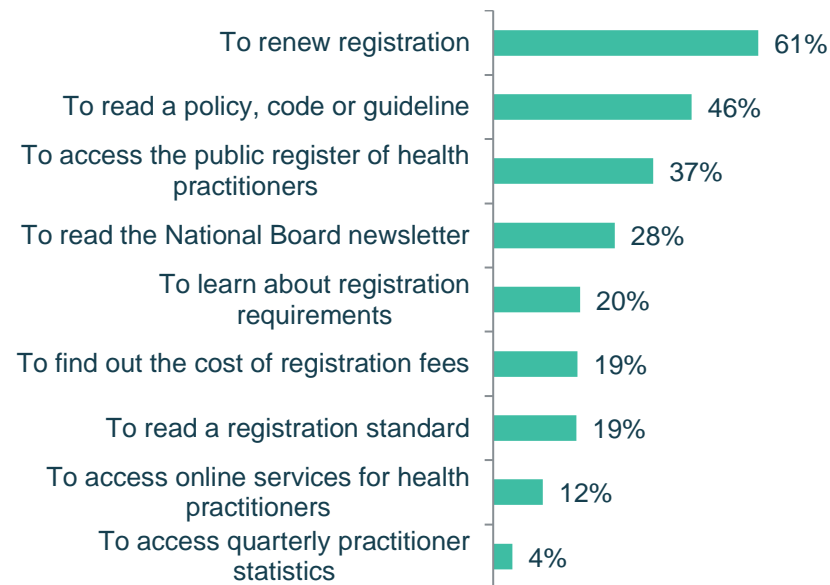 To renew registration 61%
To read a policy, code or guideline 46%
To access the public register of health
practitioners 37%
To read the National Board newsletter 28%
To learn about registration
requirements 20%
To find out the cost of registration fees 19%
To read a registration standard 19%
To access online services for health
practitioners 12%
To access quarterly practitioner
statistics 4%